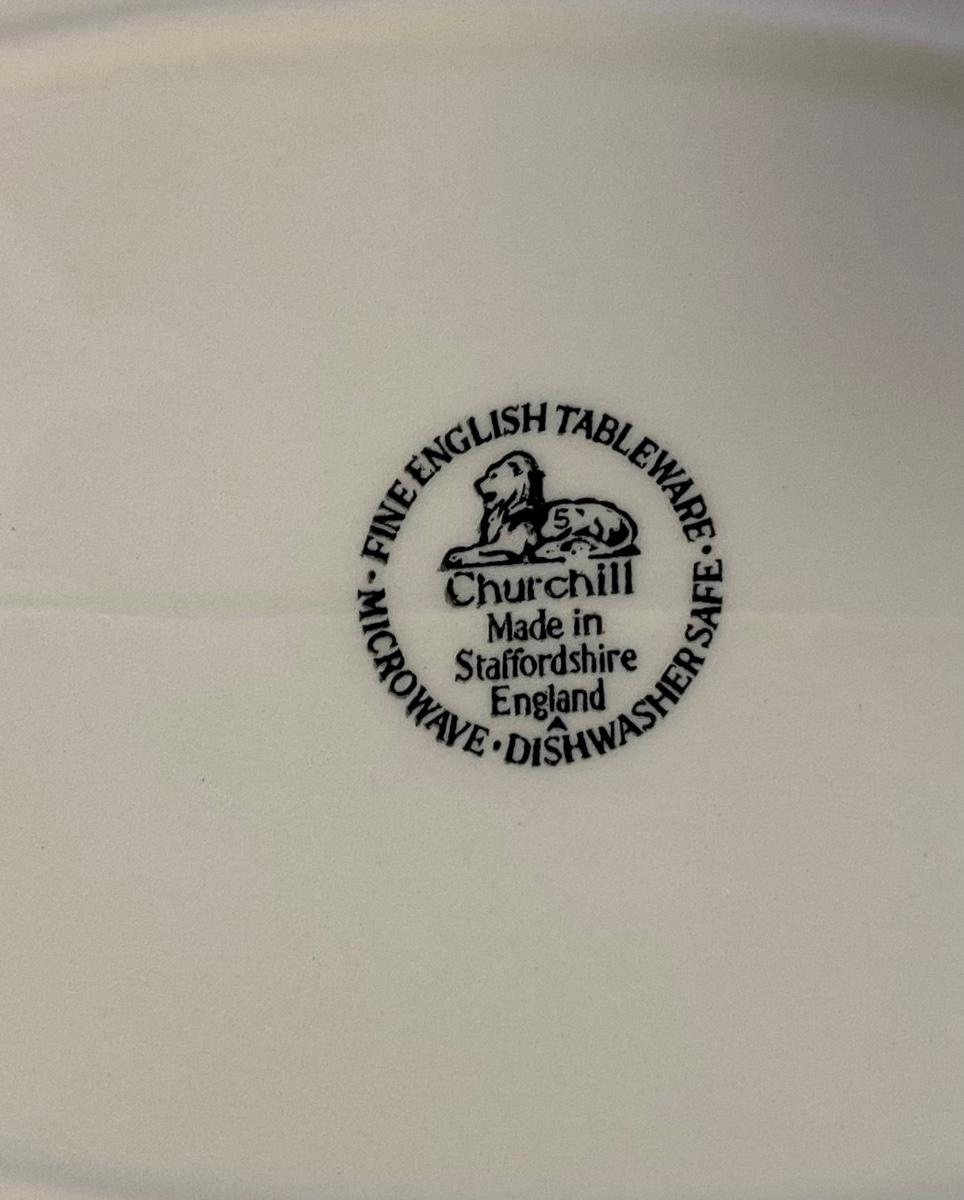 · FINE ENGLISH TABLEWARE ·
5
Churchill
Made in
Staffordshire
England
MICROWAVE · DISHWASHER SAFE